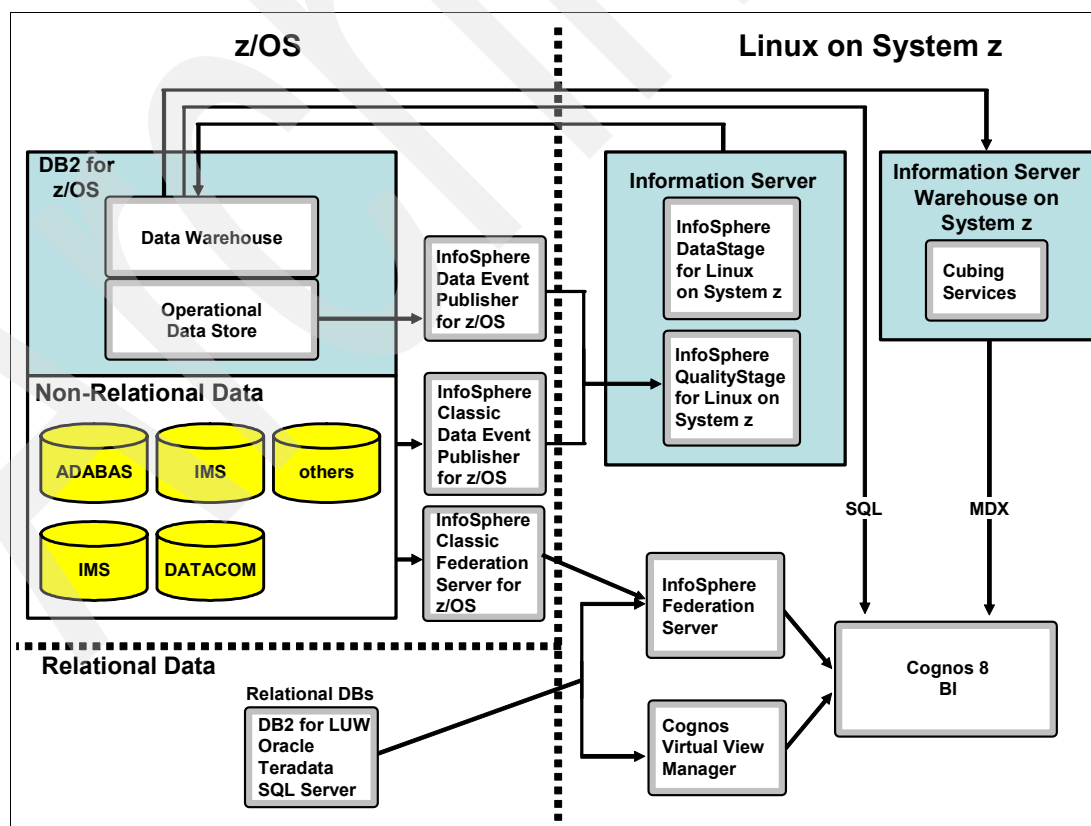 z/OS
Linux on System z
DB2 for
z/OS
Data Warehouse
Operational
Data Store
InfoSphere
Data Event
Publisher
for z/OS
Information Server
InfoSphere
DataStage
for Linux
on System z
InfoSphere
QualityStage
for Linux on
System z
Information Server
Warehouse on
System z
Cubing
Services
Non-Relational Data
ADABAS
IMS
others
IMS
DATACOM
InfoSphere
Classic
Data Event
Publisher
for z/OS
InfoSphere
Classic
Federation
Server for
z/OS
SQL
MDX
InfoSphere
Federation
Server
Cognos 8
BI
Cognos
Virtual View
Manager
Relational Data
Relational DBs
DB2 for LUW
Oracle
Teradata
SQL Server